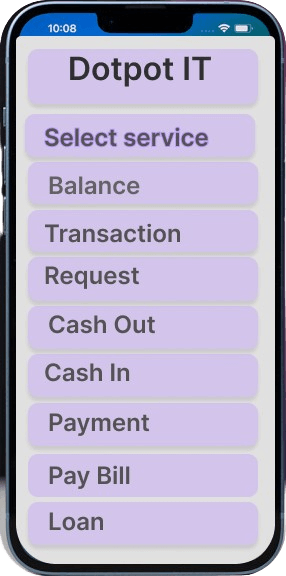 10:08
Dotpot IT
Select service
Balance
Transaction
Request
Cash Out
Cash In
Payment
Pay Bill
Loan